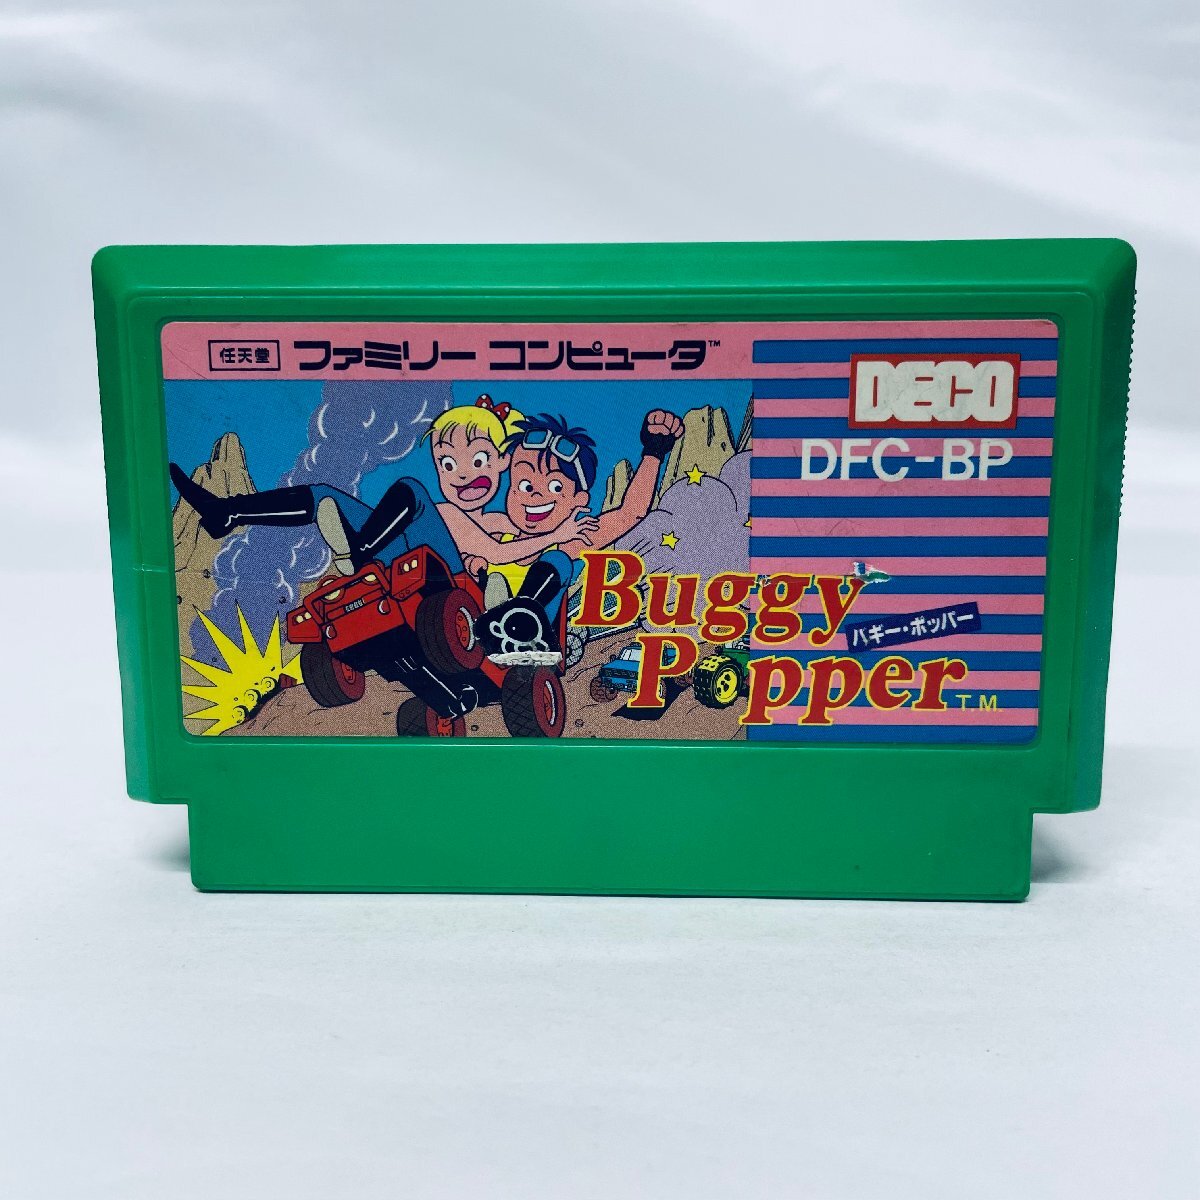 任天堂 ファミリー コンピュータ™
DECO
DFC-BP
Buggy
Popper T.M.
バギー・ポッパー